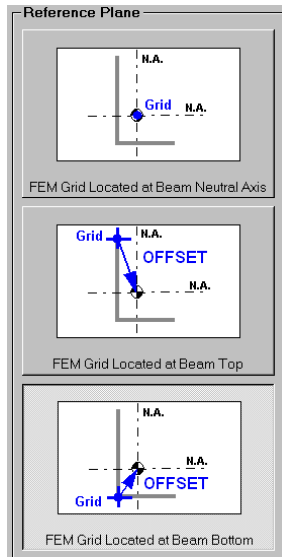 Reference Plane
N.A.
Grid N.A.
FEM Grid Located at Beam Neutral Axis
Grid N.A.
OFFSET
N.A.
FEM Grid Located at Beam Top
N.A.
N.A.
OFFSET
Grid
FEM Grid Located at Beam Bottom